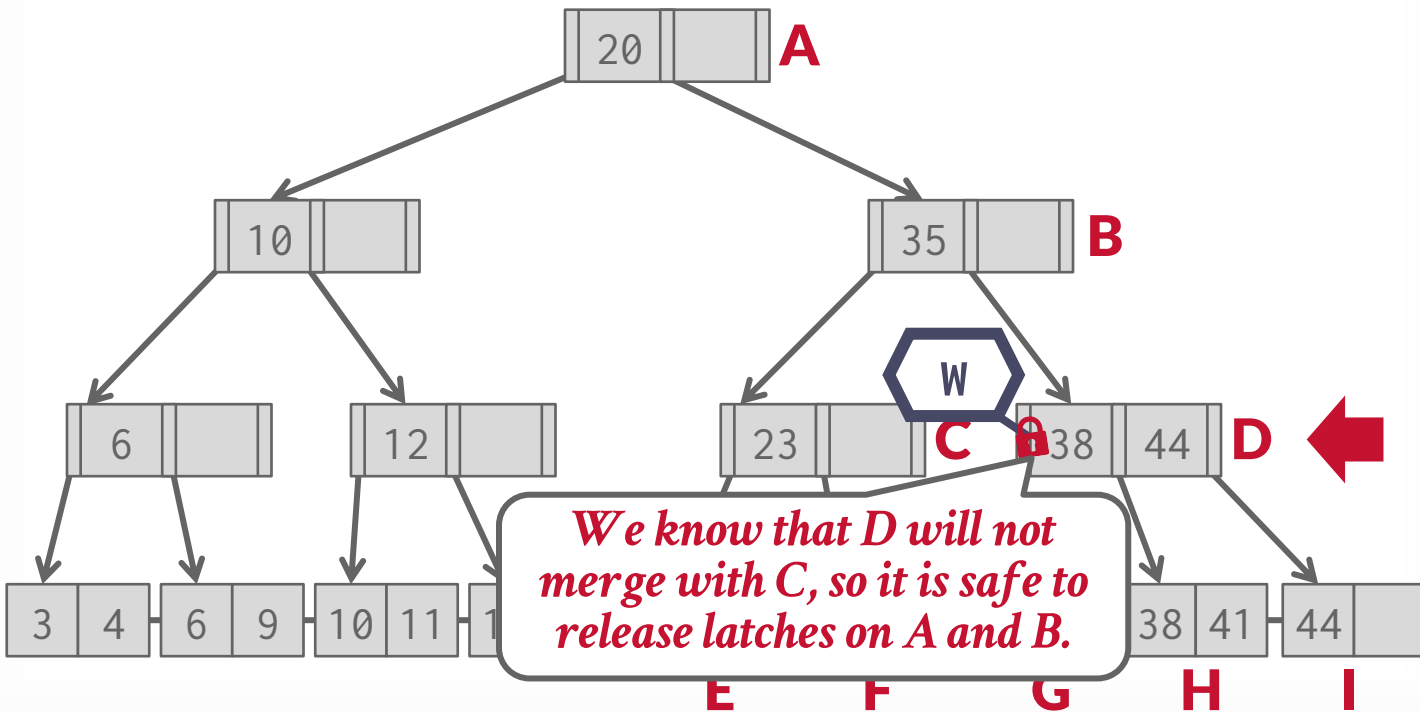 20 A
10 35 B
W
6 12 23 C 38 44 D
We know that D will not
merge with C, so it is safe to
release latches on A and B.
3 4 6 9 10 11 38 41 44
E F G H I